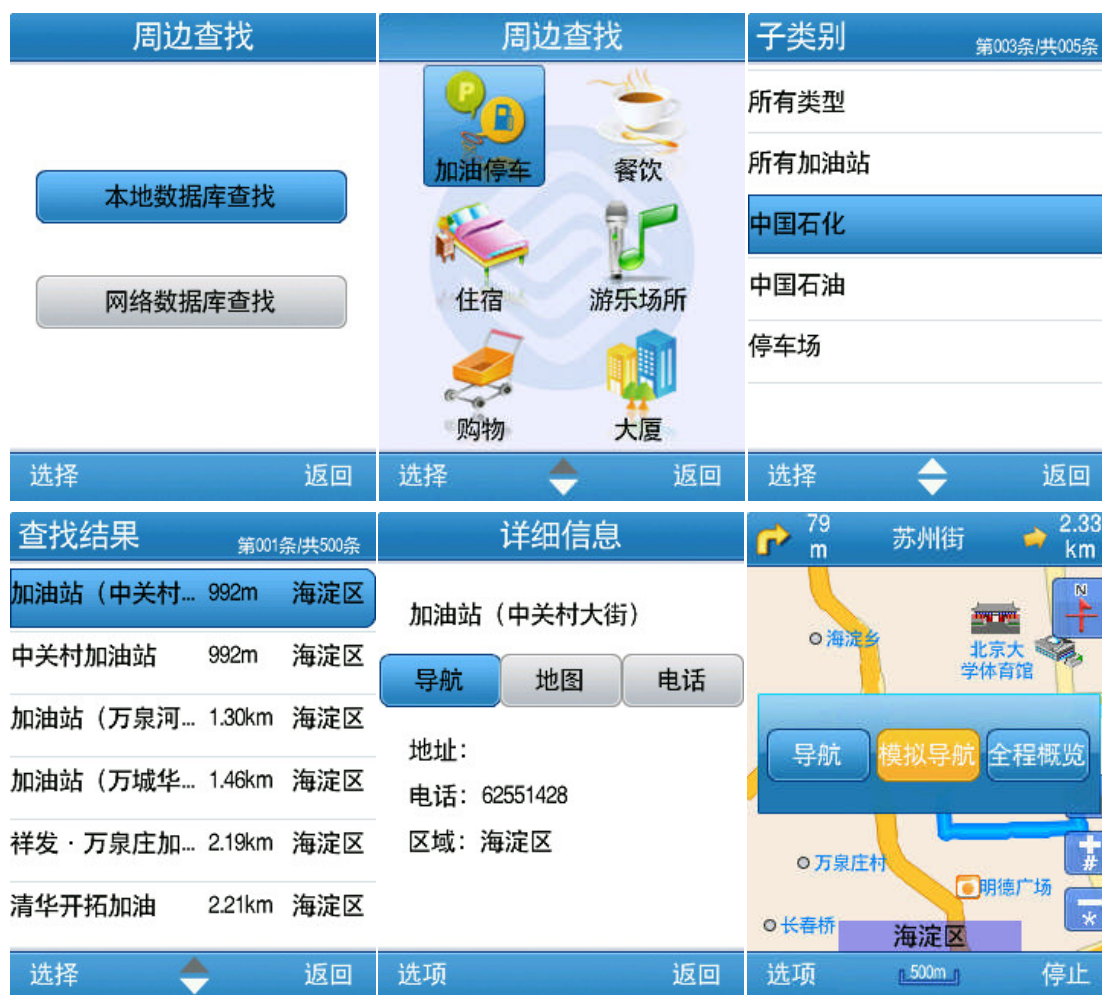 周边查找
本地数据库查找
网络数据库查找
选择 返回
周边查找
P
加油停车 餐饮
住宿 游乐场所
购物 大厦
选择 返回
子类别 第003条/共005条
所有类型
所有加油站
中国石化
中国石油
停车场
选择 返回
查找结果 第001条/共500条
加油站（中关村... 992m 海淀区
中关村加油站 992m 海淀区
加油站（万泉河... 1.30km 海淀区
加油站（万城华... 1.46km 海淀区
祥发·万泉庄加... 2.19km 海淀区
清华开拓加油 2.21km 海淀区
选择 返回
详细信息
加油站（中关村大街）
导航 地图 电话
地址：
电话：62551428
区域：海淀区
选项 返回
79 m 苏州街 2.33 km
N
海淀乡
北京大
学体育馆
导航 模拟导航 全程概览
+
#
万泉庄村
明德广场
*
长春桥
海淀区
选项 500m 停止